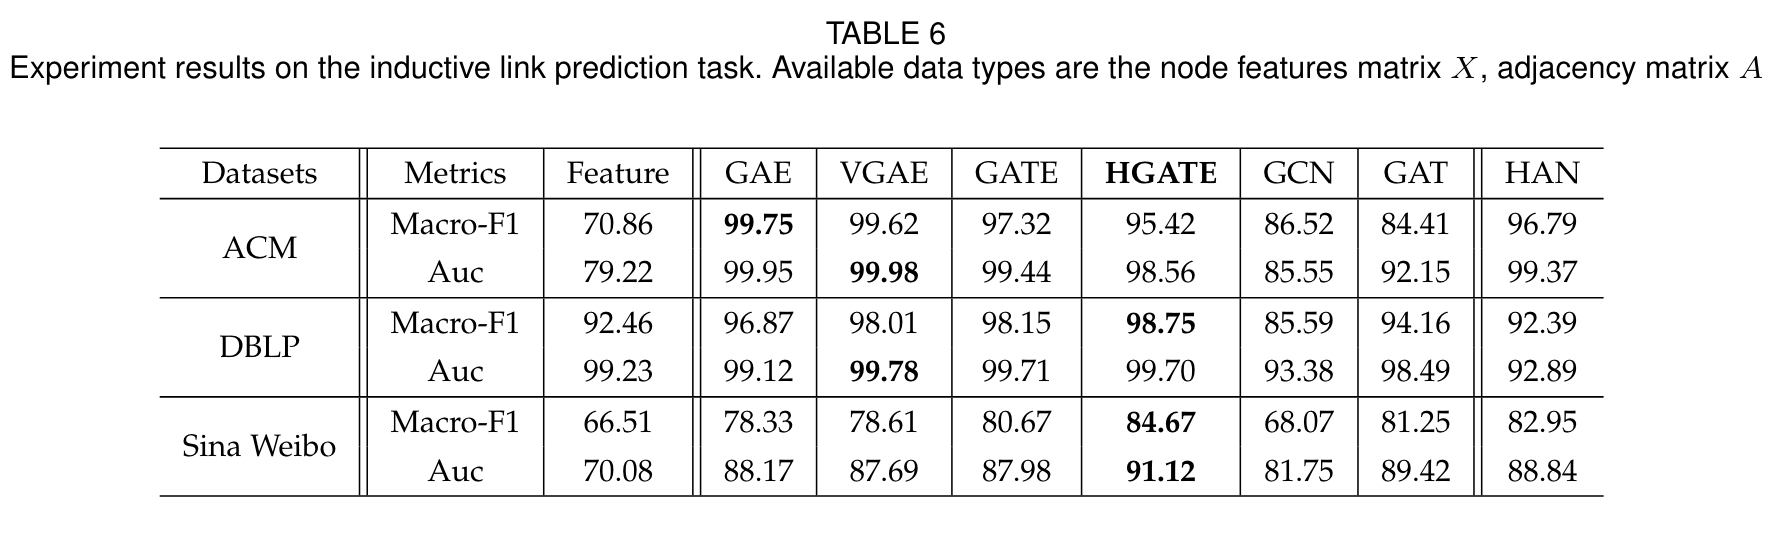 TABLE 6
Experiment results on the inductive link prediction task. Available data types are the node features matrix X, adjacency matrix A
Datasets Metrics Feature GAE VGAE GATE HGATE GCN GAT HAN
ACM Macro-F1 70.86 99.75 99.62 97.32 95.42 86.52 84.41 96.79
Auc 79.22 99.95 99.98 99.44 98.56 85.55 92.15 99.37
DBLP Macro-F1 92.46 96.87 98.01 98.15 98.75 85.59 94.16 92.39
Auc 99.23 99.12 99.78 99.71 99.70 93.38 98.49 92.89
Sina Weibo Macro-F1 66.51 78.33 78.61 80.67 84.67 68.07 81.25 82.95
Auc 70.08 88.17 87.69 87.98 91.12 81.75 89.42 88.84